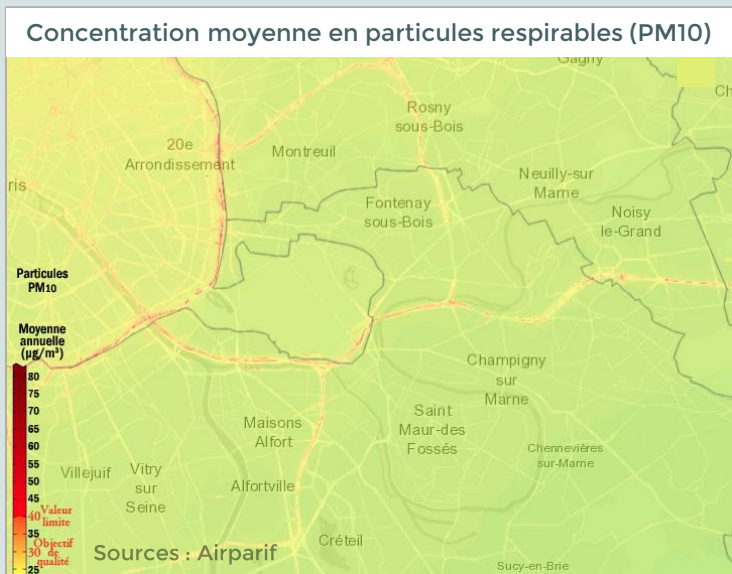 Concentration moyenne en particules respirables (PM10)
Gagny
Ch
Rosny
sous-Bois
20e
Arrondissement
Montreuil
Neuilly-sur
Marne
ris
Fontenay
sous-Bois
Noisy
le-Grand
Particules
PM10
Moyenne
annuelle
(µg/m³)
80
75
70
65
60
55
50
45
40 Valeur
limite
35
Objectif
30 de
qualité
25
Champigny
sur
Marne
Saint
Maur-des
Fossés
Maisons
Alfort
Chennevières
sur-Marne
Villejuif
Vitry
sur
Seine
Alfortville
Créteil
Sources : Airparif
Sucy-en-Brie